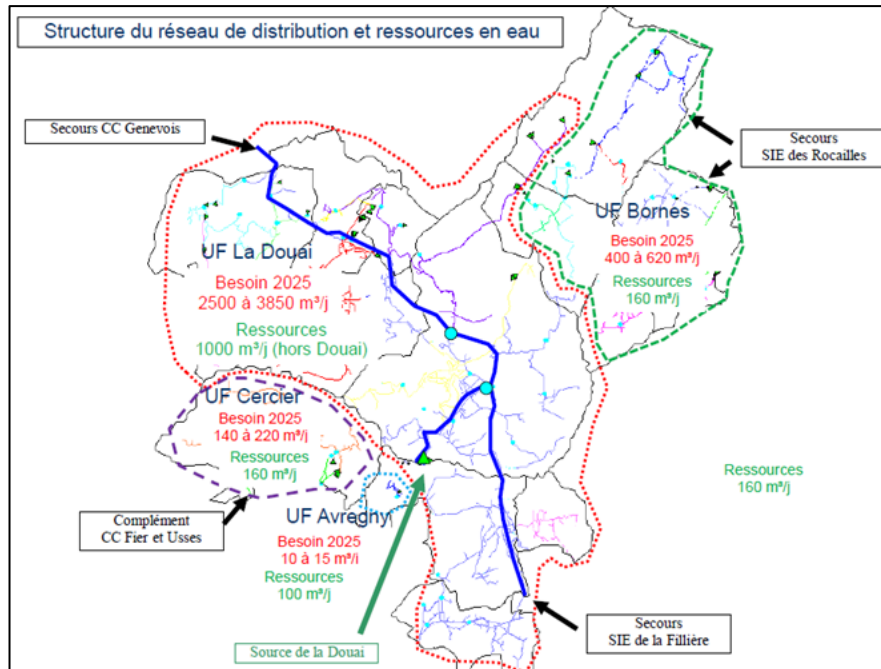 Structure du réseau de distribution et ressources en eau
Secours CC Genevois
Secours
SIE des Rocailles
UF Bornes
Besoin 2025
400 à 620 m³/j
Ressources
160 m³/j
UF La Douai
Besoin 2025
2500 à 3850 m³/j
Ressources
1000 m³/j (hors Douai)
UF Cercier
Besoin 2025
140 à 220 m³/j
Ressources
160 m³/j
Ressources
160 m³/j
Complément
CC Fier et Usses
UF Avregny
Besoin 2025
10 à 15 m³/j
Ressources
100 m³/j
Source de la Douai
Secours
SIE de la Fillière